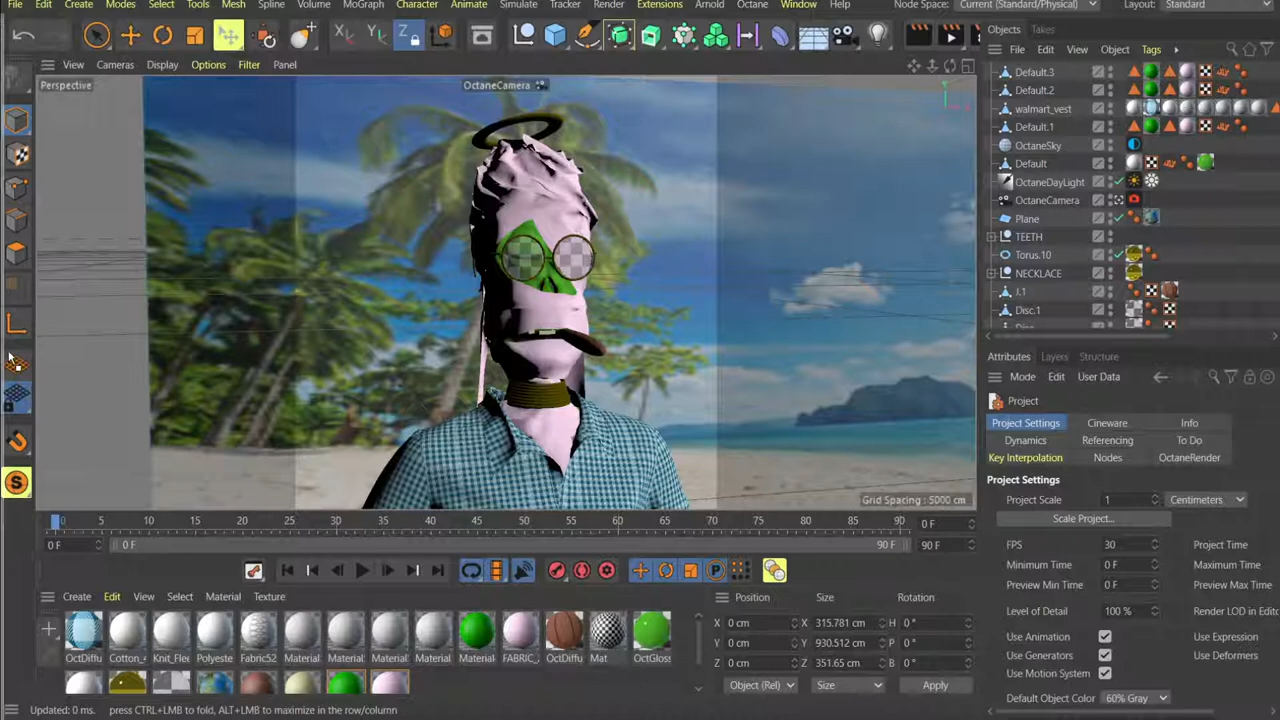 File Edit Create Modes Select Tools Mesh Spline Volume MoGraph Character Animate Simulate Tracker Render Extensions Arnold Octane Window Node Space: Current (Standard/Physical) Layout: Standard
X Y Z
Objects Takes
File Edit View Object Tags
View Cameras Display Options Filter Panel
Perspective OctaneCamera
Y
Default.3
Default.2
walmart_vest
Default.1
OctaneSky
Default
OctaneDayLight
OctaneCamera
Plane
TEETH
Torus.10
NECKLACE
J.1
Disc.1
Attributes Layers Structure
Mode Edit User Data
Project
Project Settings Cineware Info
Dynamics Referencing To Do
Key Interpolation Nodes OctaneRender
Project Settings
Project Scale 1 Centimeters
Scale Project...
FPS 30 Project Time
Minimum Time 0 F Maximum Time
Preview Min Time 0 F Preview Max Time
Level of Detail 100 % Render LOD in Edito
Use Animation Use Expression
Use Generators Use Deformers
Use Motion System
Default Object Color 60% Gray
S
Grid Spacing : 5000 cm
0 5 10 15 20 25 30 35 40 45 50 55 60 65 70 75 80 85 90 0 F
0 F 0 F 90 F 90 F
P
Create Edit View Select Material Texture
OctDiffu Cotton_4 Knit_Flee Polyeste Fabric52 Material Material Material Material Material FABRIC_ OctDiffu Mat OctGloss
Position Size Rotation
X 0 cm X 315.781 cm H 0 °
Y 0 cm Y 930.512 cm P 0 °
Z 0 cm Z 351.65 cm B 0 °
Object (Rel) Size Apply
Updated: 0 ms. press CTRL+LMB to fold, ALT+LMB to maximize in the row/column